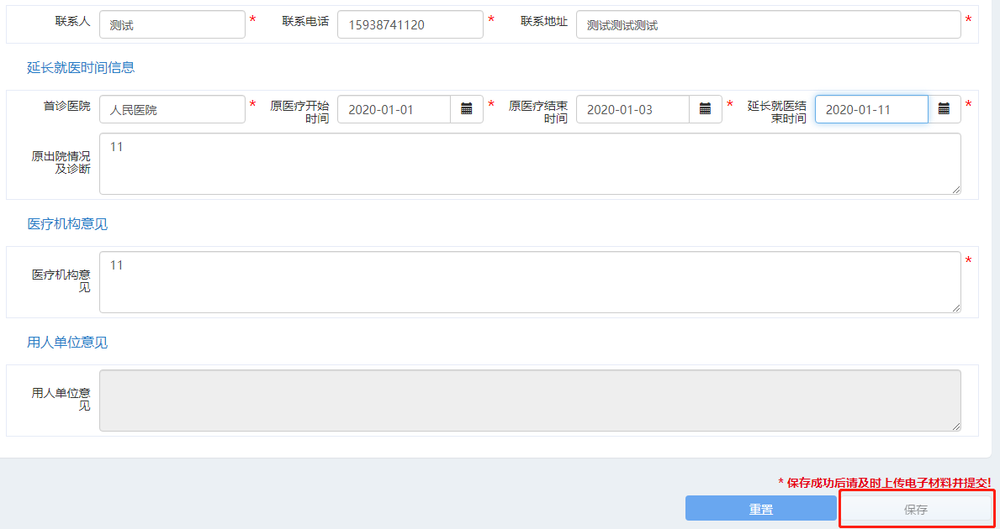 联系人 测试 * 联系电话 15938741120 * 联系地址 测试测试测试 *
延长就医时间信息
首诊医院 人民医院 * 原医疗开始时间 2020-01-01 * 原医疗结束时间 2020-01-03 * 延长就医结束时间 2020-01-11 *
原出院情况及诊断 11
医疗机构意见
医疗机构意见 11 *
用人单位意见
用人单位意见
* 保存成功后请及时上传电子材料并提交!
重置 保存